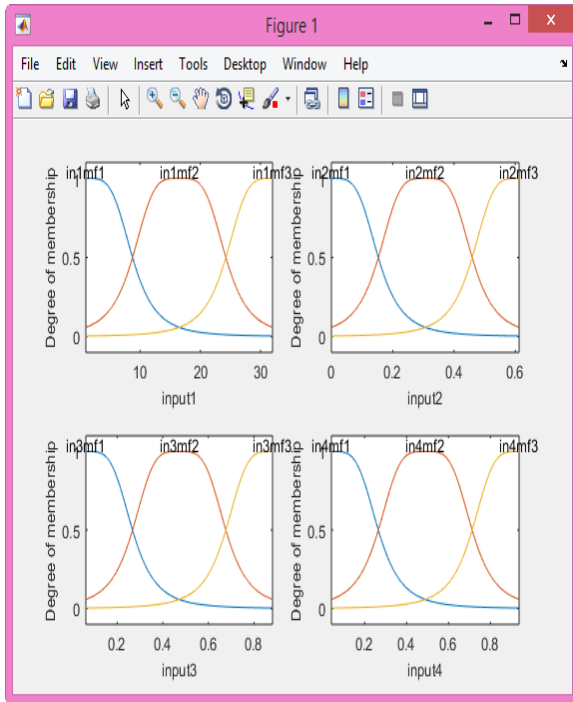 Figure 1
File Edit View Insert Tools Desktop Window Help
in1mf1 in1mf2 in1mf3
Degree of membership
1
0.5
0
10 20 30
input1
in2mf1 in2mf2 in2mf3
Degree of membership
1
0.5
0
0 0.2 0.4 0.6
input2
in3mf1 in3mf2 in3mf3
Degree of membership
1
0.5
0
0.2 0.4 0.6 0.8
input3
in4mf1 in4mf2 in4mf3
Degree of membership
1
0.5
0
0.2 0.4 0.6 0.8
input4